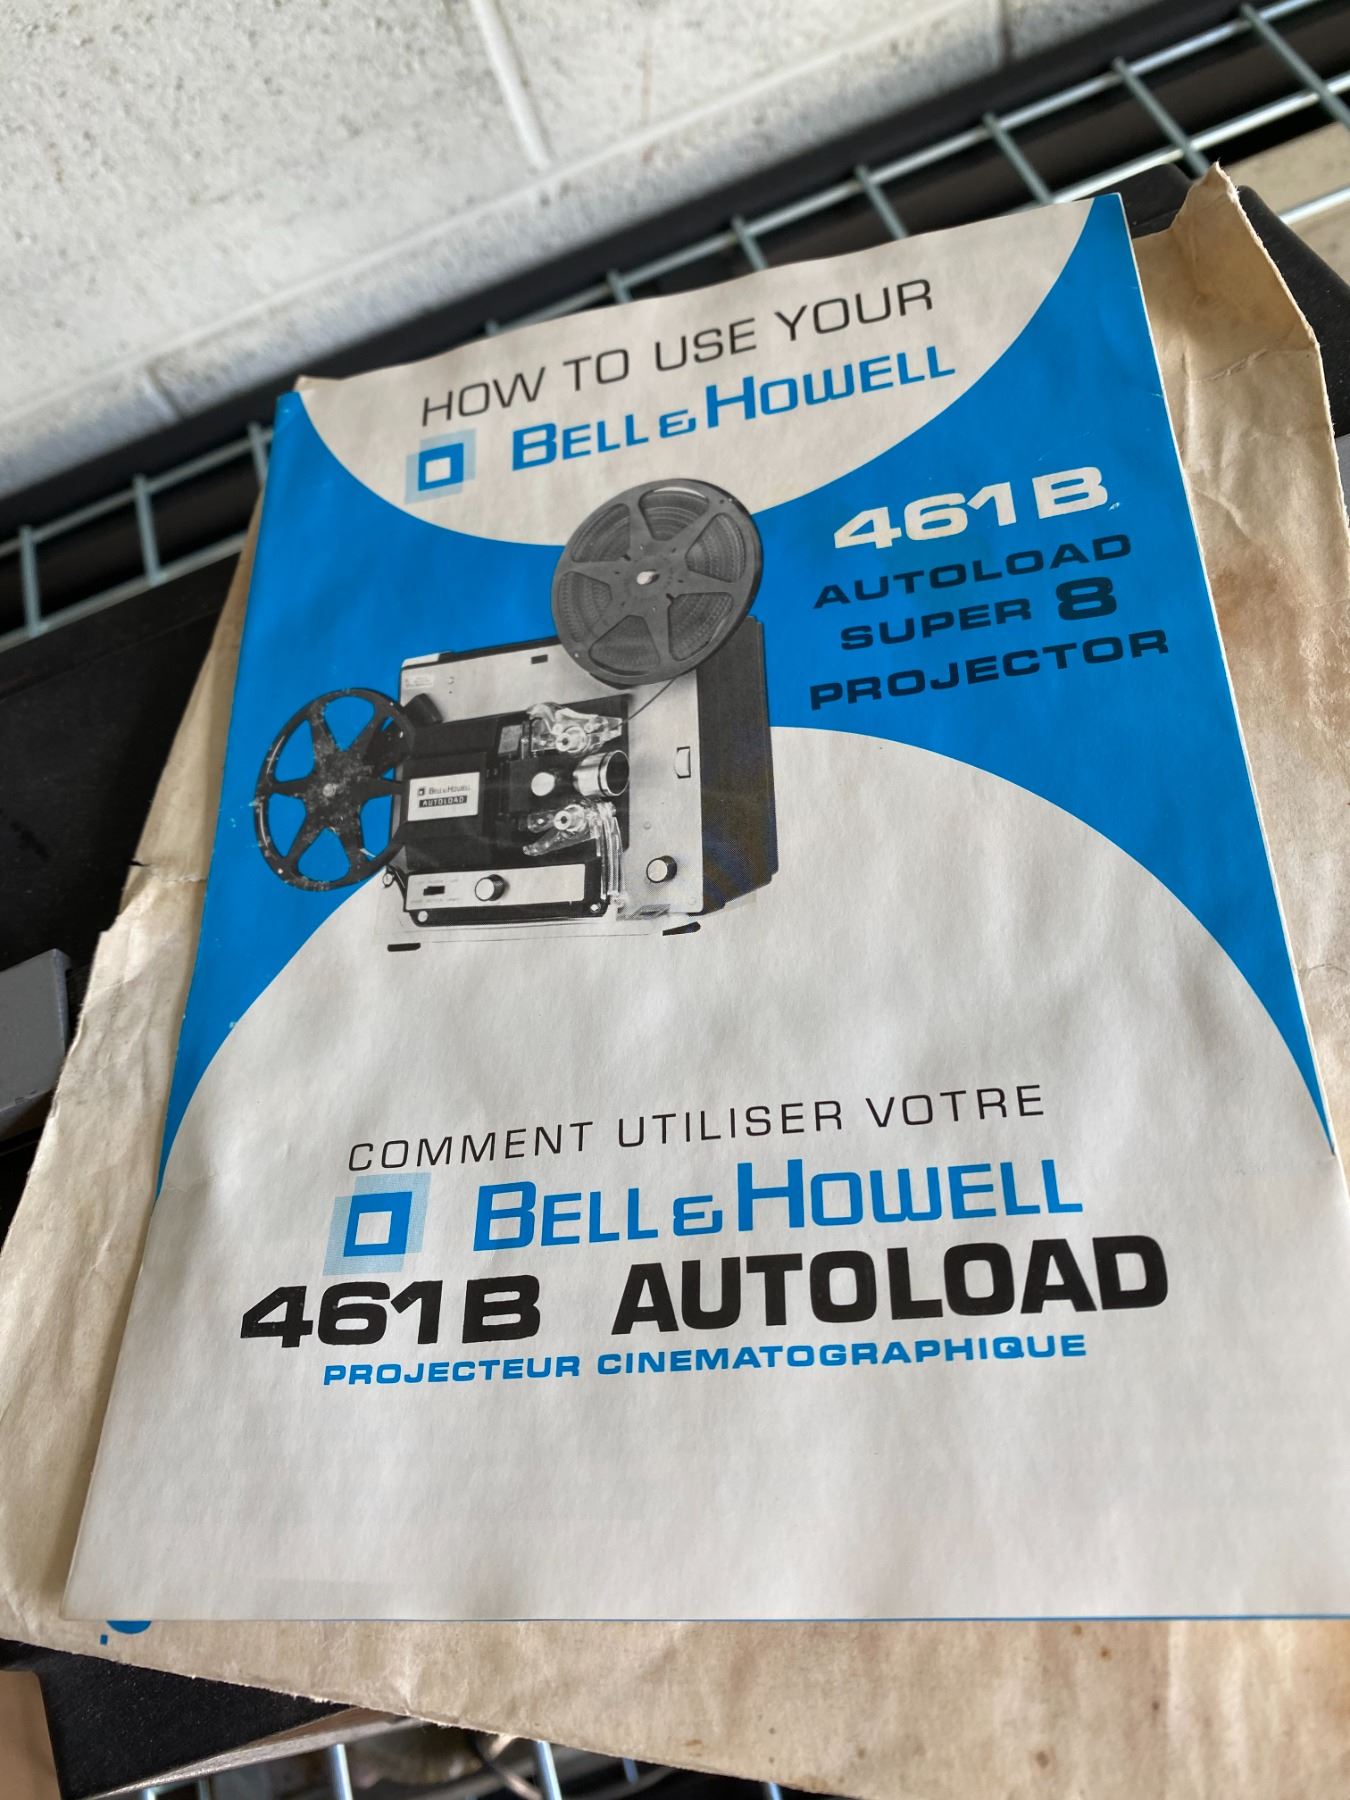 HOW TO USE YOUR
BELL & HOWELL
461B
AUTOLOAD
SUPER 8
PROJECTOR
BELL & HOWELL
AUTOLOAD
COMMENT UTILISER VOTRE
BELL & HOWELL
461B AUTOLOAD
PROJECTEUR CINEMATOGRAPHIQUE